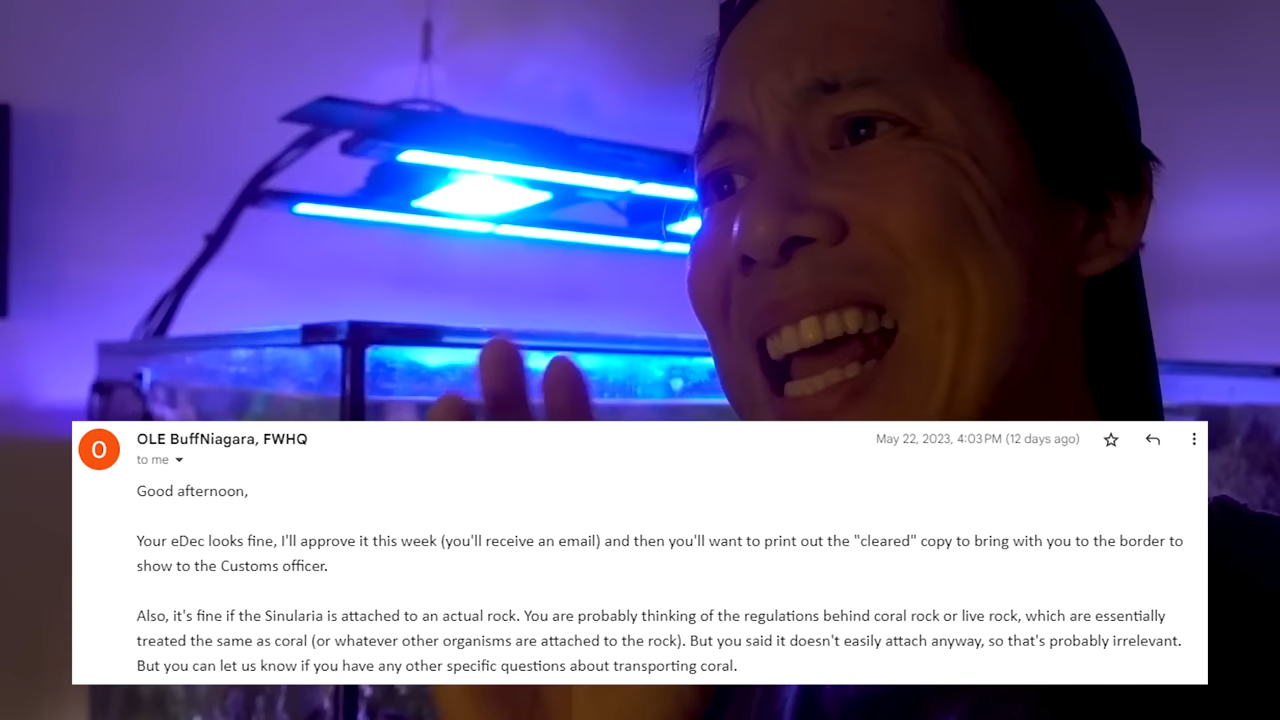 O
OLE BuffNiagara, FWHQ
May 22, 2023, 4:03 PM (12 days ago)
to me
Good afternoon,
Your eDec looks fine, I'll approve it this week (you'll receive an email) and then you'll want to print out the "cleared" copy to bring with you to the border to
show to the Customs officer.
Also, it's fine if the Sinularia is attached to an actual rock. You are probably thinking of the regulations behind coral rock or live rock, which are essentially
treated the same as coral (or whatever other organisms are attached to the rock). But you said it doesn't easily attach anyway, so that's probably irrelevant.
But you can let us know if you have any other specific questions about transporting coral.